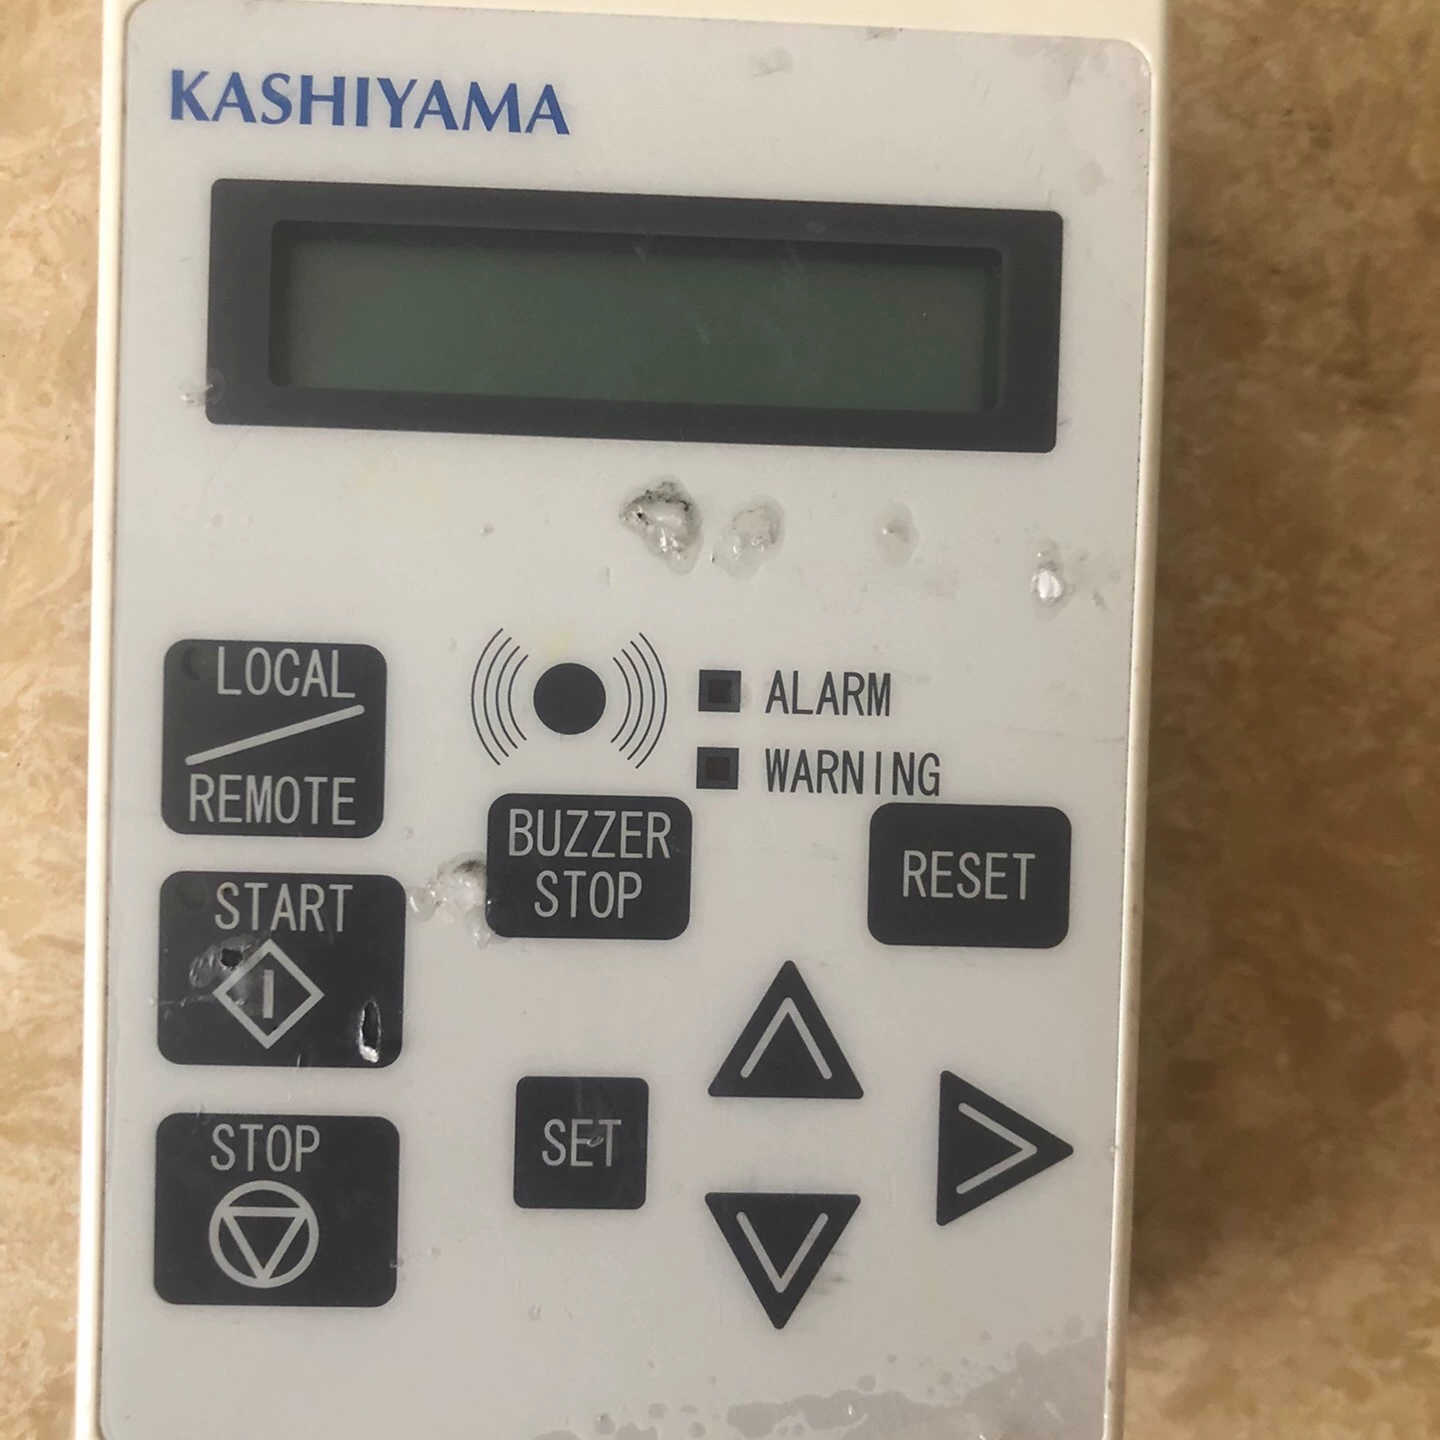 KASHIYAMA
LOCAL
REMOTE
ALARM
WARNING
BUZZER
STOP
RESET
START
SET
STOP